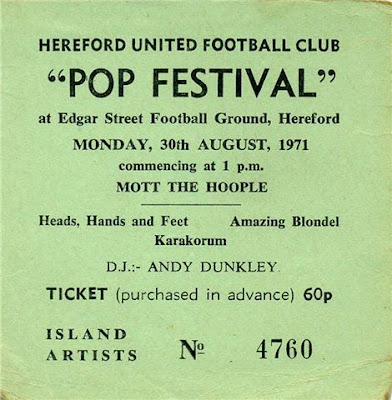 HEREFORD UNITED FOOTBALL CLUB
“POP FESTIVAL”
at Edgar Street Football Ground, Hereford
MONDAY, 30th AUGUST, 1971
commencing at 1 p.m.
MOTT THE HOOPLE
Heads, Hands and Feet Amazing Blondel
Karakorum
D.J.:- ANDY DUNKLEY.
TICKET (purchased in advance) 60p
ISLAND
ARTISTS No 4760